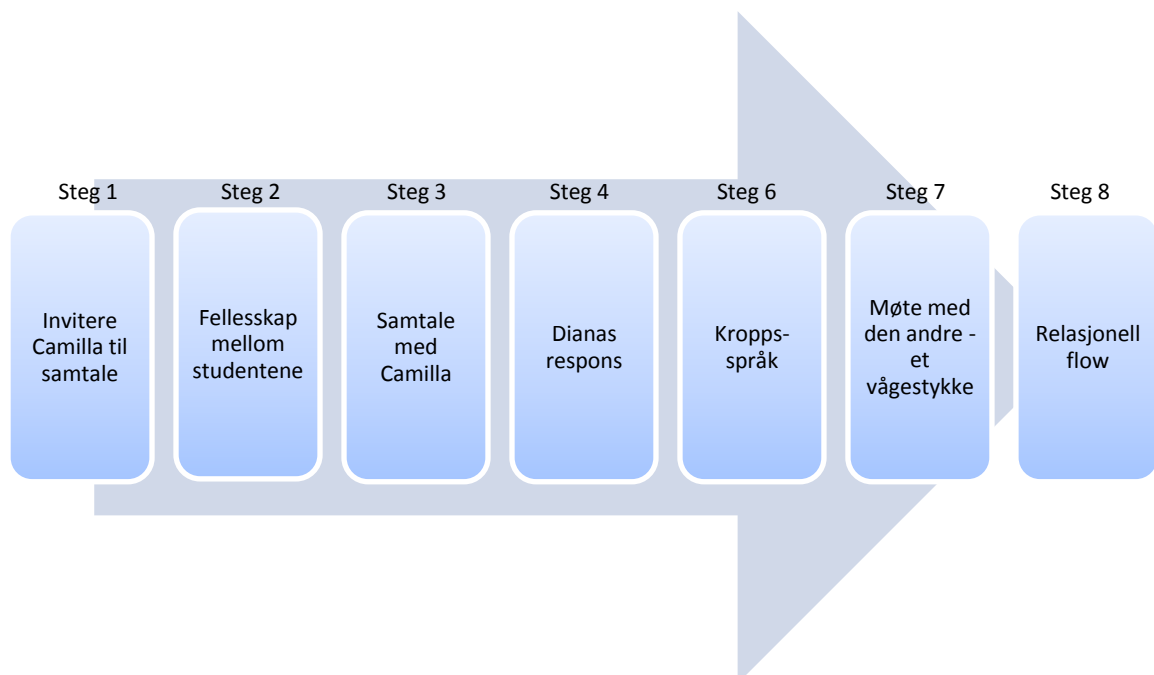 Steg 1
Steg 2
Steg 3
Steg 4
Steg 6
Steg 7
Steg 8
Invitere
Camilla til
samtale
Fellesskap
mellom
studentene
Samtale
med
Camilla
Dianas
respons
Kropps-
språk
Møte med
den andre -
et
vågestykke
Relasjonell
flow